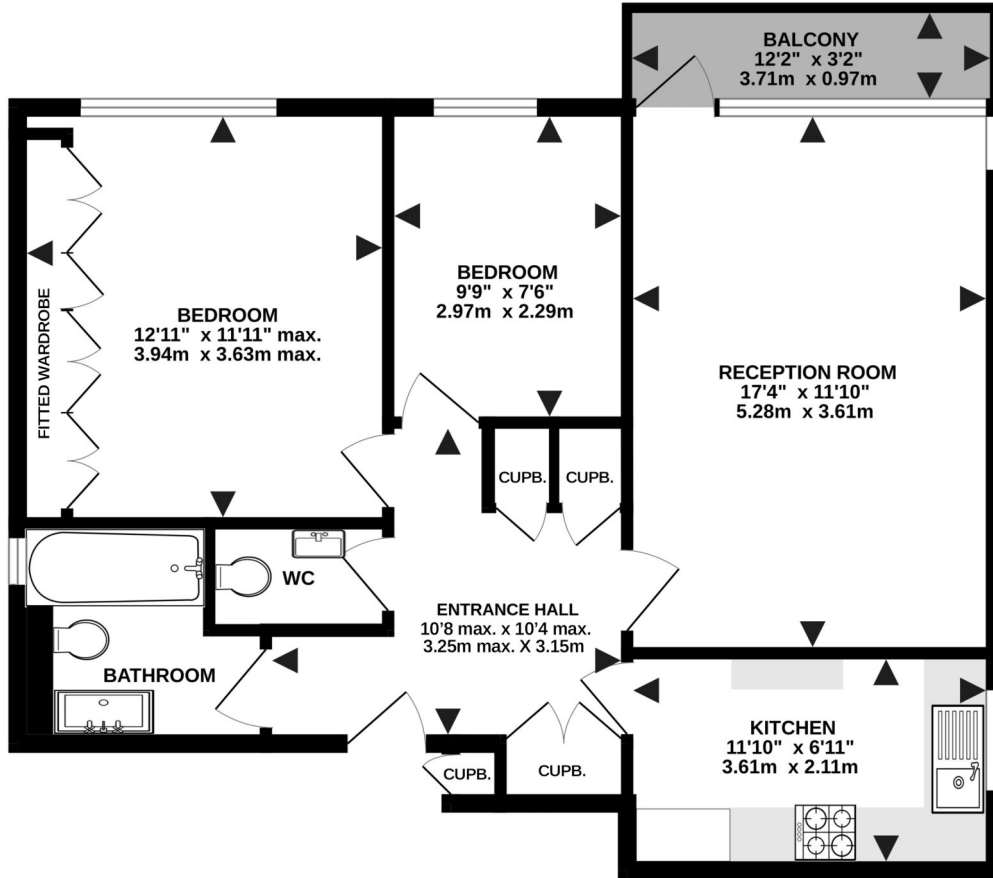 BALCONY
12'2" x 3'2"
3.71m x 0.97m
BEDROOM
12'11" x 11'11" max.
3.94m x 3.63m max.
FITTED WARDROBE
BEDROOM
9'9" x 7'6"
2.97m x 2.29m
RECEPTION ROOM
17'4" x 11'10"
5.28m x 3.61m
CUPB.
CUPB.
WC
ENTRANCE HALL
10'8 max. x 10'4 max.
3.25m max. X 3.15m
BATHROOM
KITCHEN
11'10" x 6'11"
3.61m x 2.11m
CUPB.
CUPB.